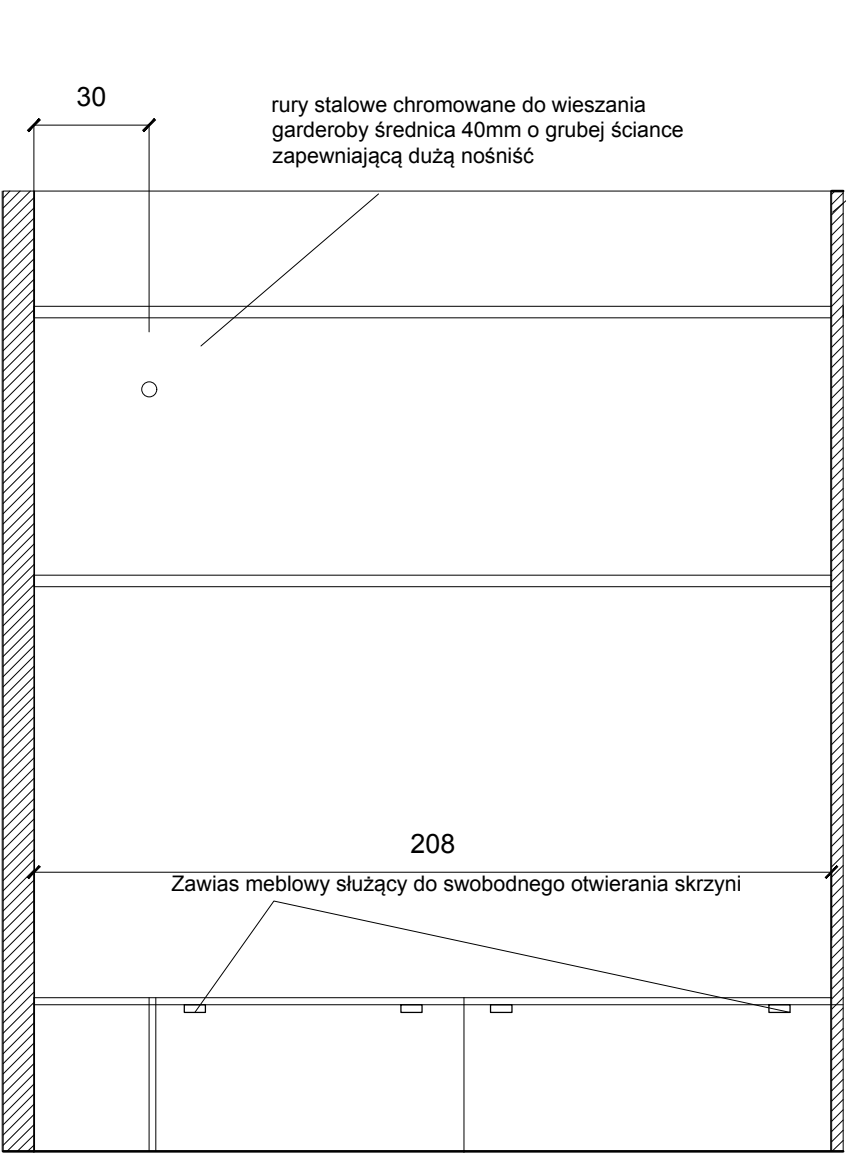 30
rury stalowe chromowane do wieszania
garderoby średnica 40mm o grubej ściance
zapewniającą dużą nośniść
208
Zawias meblowy służący do swobodnego otwierania skrzyni